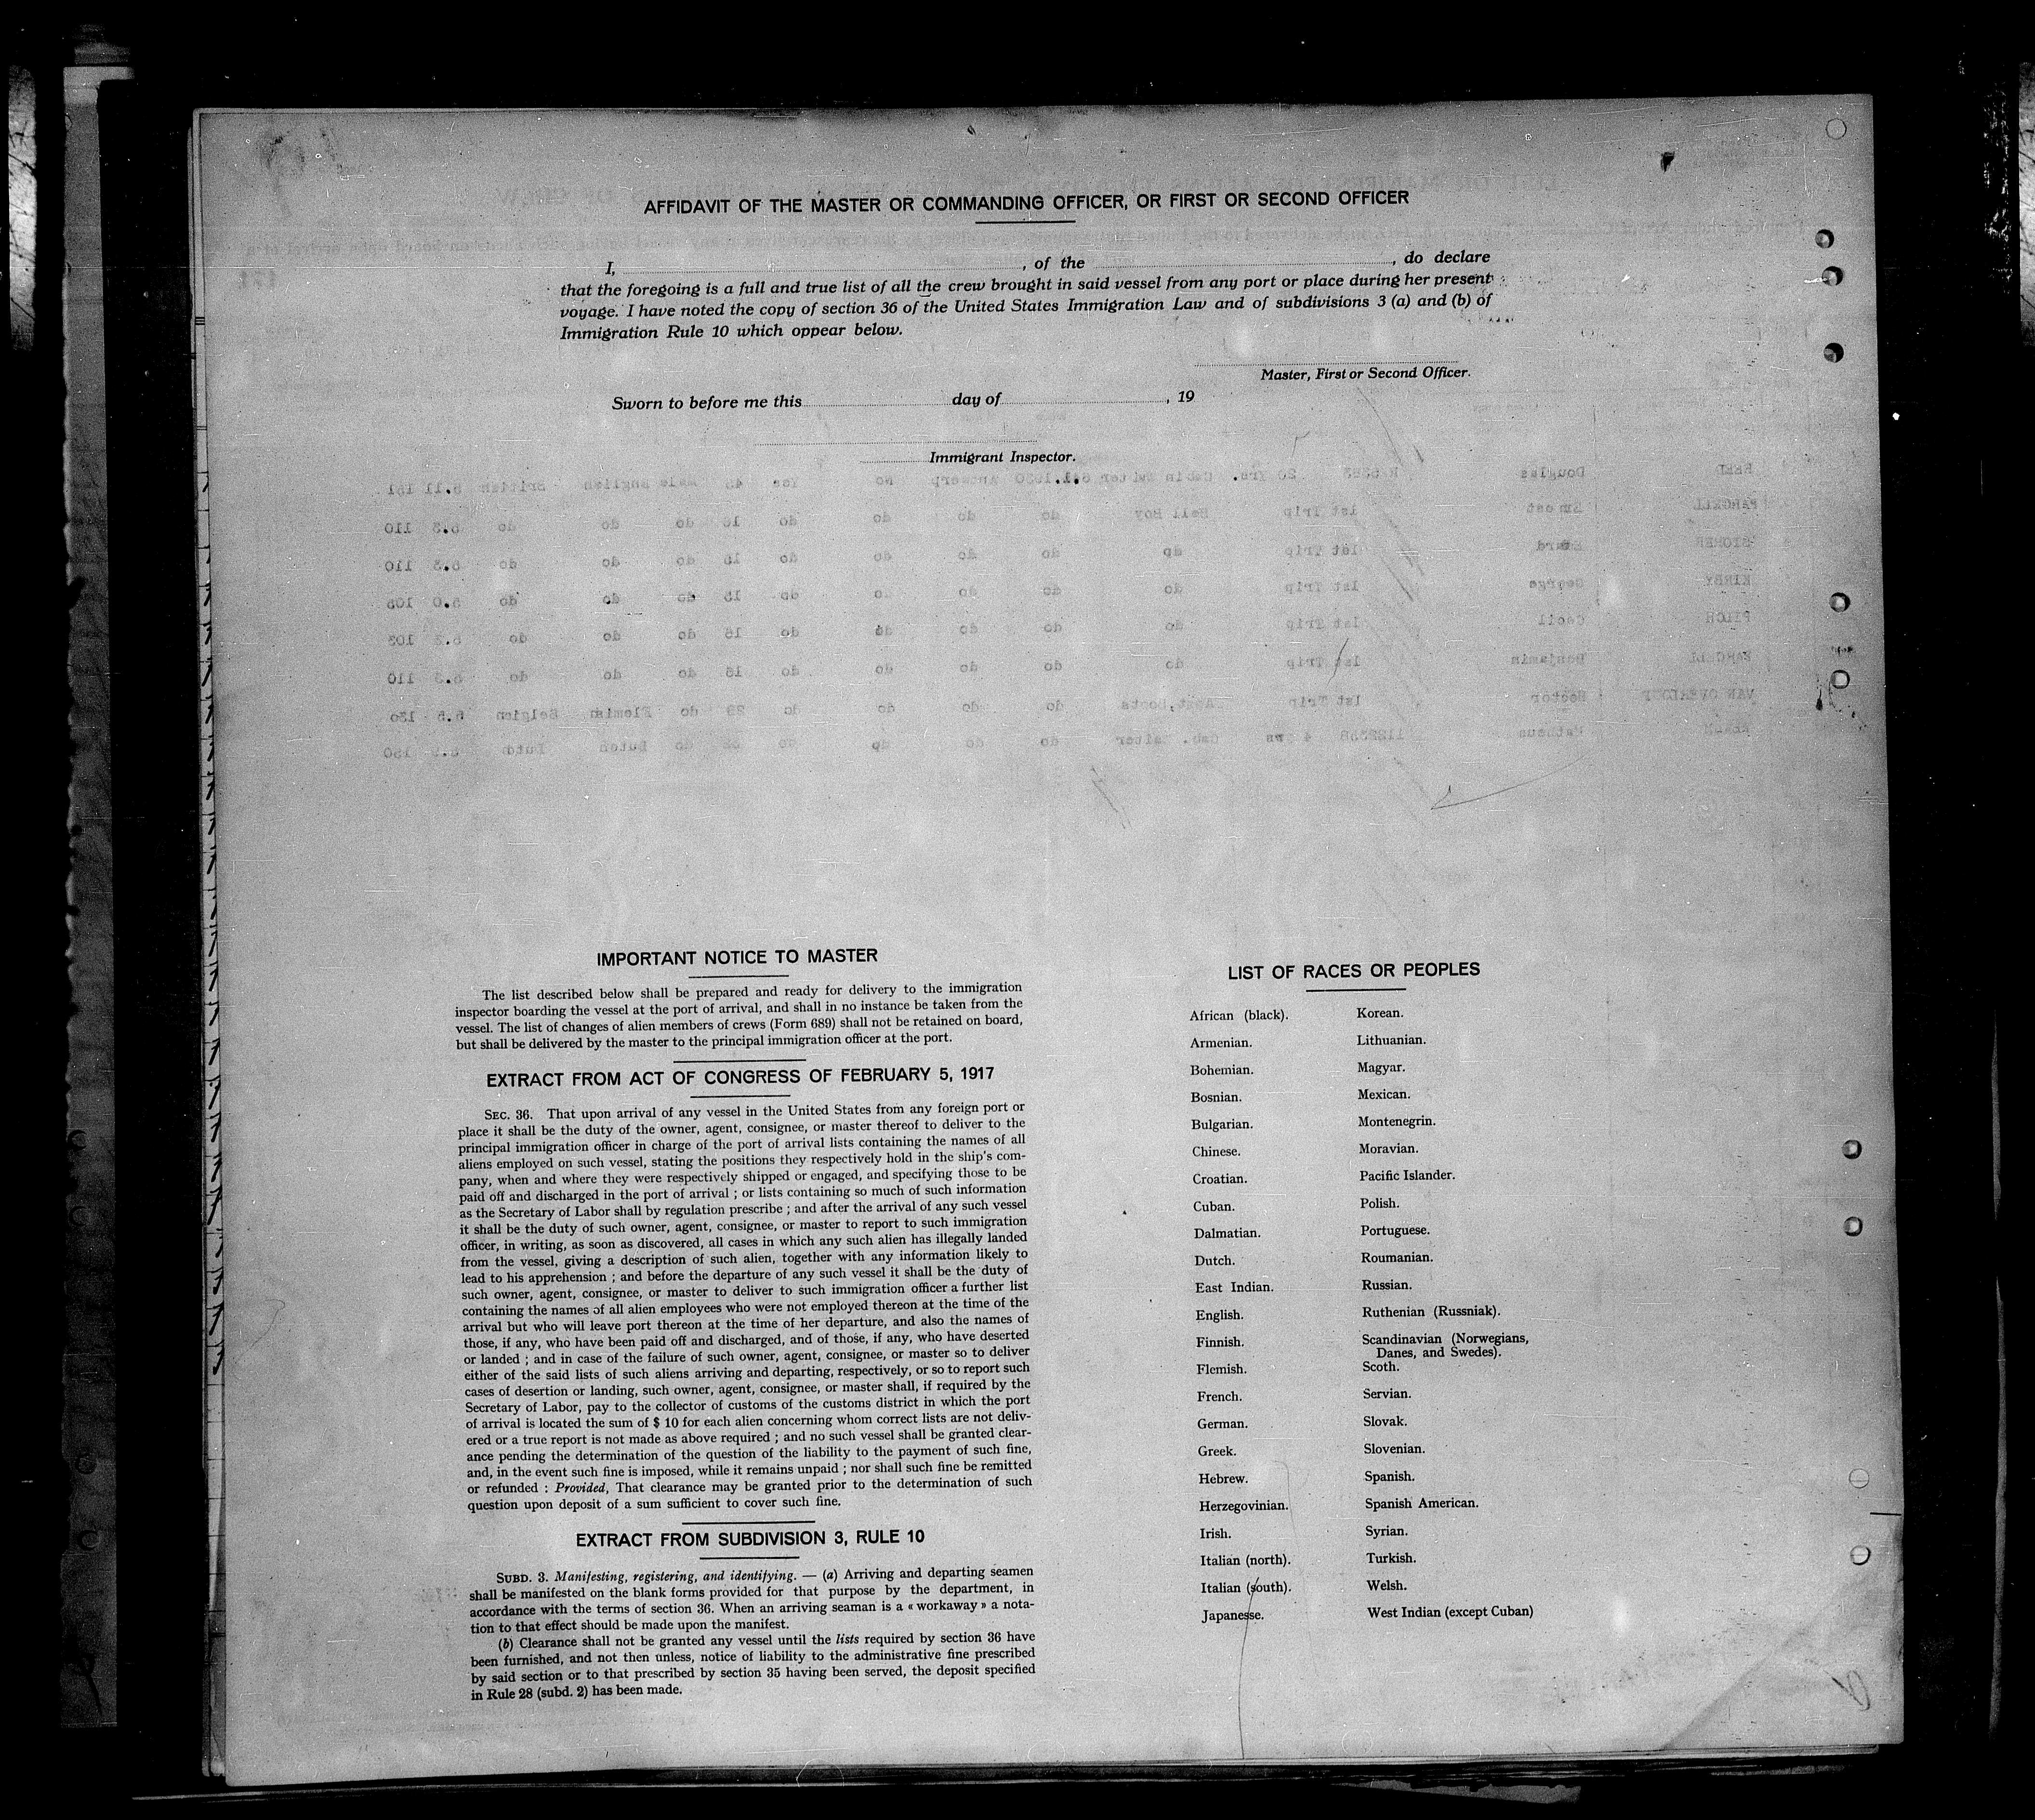 AFFIDAVIT OF THE MASTER OR COMMANDING OFFICER, OR FIRST OR SECOND OFFICER
I, , of the , do declare
that the foregoing is a full and true list of all the crew brought in said vessel from any port or place during her present
voyage. I have noted the copy of section 36 of the United States Immigration Law and of subdivisions 3 (a) and (b) of
Immigration Rule 10 which oppear below.
Master, First or Second Officer.
Sworn to before me this day of , 19
Immigrant Inspector.
IMPORTANT NOTICE TO MASTER
The list described below shall be prepared and ready for delivery to the immigration
inspector boarding the vessel at the port of arrival, and shall in no instance be taken from the
vessel. The list of changes of alien members of crews (Form 689) shall not be retained on board,
but shall be delivered by the master to the principal immigration officer at the port.
EXTRACT FROM ACT OF CONGRESS OF FEBRUARY 5, 1917
SEC. 36. That upon arrival of any vessel in the United States from any foreign port or
place it shall be the duty of the owner, agent, consignee, or master thereof to deliver to the
principal immigration officer in charge of the port of arrival lists containing the names of all
aliens employed on such vessel, stating the positions they respectively hold in the ship's com-
pany, when and where they were respectively shipped or engaged, and specifying those to be
paid off and discharged in the port of arrival ; or lists containing so much of such information
as the Secretary of Labor shall by regulation prescribe ; and after the arrival of any such vessel
it shall be the duty of such owner, agent, consignee, or master to report to such immigration
officer, in writing, as soon as discovered, all cases in which any such alien has illegally landed
from the vessel, giving a description of such alien, together with any information likely to
lead to his apprehension ; and before the departure of any such vessel it shall be the duty of
such owner, agent, consignee, or master to deliver to such immigration officer a further list
containing the names of all alien employees who were not employed thereon at the time of the
arrival but who will leave port thereon at the time of her departure, and also the names of
those, if any, who have been paid off and discharged, and of those, if any, who have deserted
or landed ; and in case of the failure of such owner, agent, consignee, or master so to deliver
either of the said lists of such aliens arriving and departing, respectively, or so to report such
cases of desertion or landing, such owner, agent, consignee, or master shall, if required by the
Secretary of Labor, pay to the collector of customs of the customs district in which the port
of arrival is located the sum of $ 10 for each alien concerning whom correct lists are not deliv-
ered or a true report is not made as above required ; and no such vessel shall be granted clear-
ance pending the determination of the question of the liability to the payment of such fine,
and, in the event such fine is imposed, while it remains unpaid ; nor shall such fine be remitted
or refunded : Provided, That clearance may be granted prior to the determination of such
question upon deposit of a sum sufficient to cover such fine.
EXTRACT FROM SUBDIVISION 3, RULE 10
SUBD. 3. Manifesting, registering, and identifying. — (a) Arriving and departing seamen
shall be manifested on the blank forms provided for that purpose by the department, in
accordance with the terms of section 36. When an arriving seaman is a « workaway » a nota-
tion to that effect should be made upon the manifest.
(b) Clearance shall not be granted any vessel until the lists required by section 36 have
been furnished, and not then unless, notice of liability to the administrative fine prescribed
by said section or to that prescribed by section 35 having been served, the deposit specified
in Rule 28 (subd. 2) has been made.
LIST OF RACES OR PEOPLES
African (black).
Armenian.
Bohemian.
Bosnian.
Bulgarian.
Chinese.
Croatian.
Cuban.
Dalmatian.
Dutch.
East Indian.
English.
Finnish.
Flemish.
French.
German.
Greek.
Hebrew.
Herzegovinian.
Irish.
Italian (north).
Italian (south).
Japanesse.
Korean.
Lithuanian.
Magyar.
Mexican.
Montenegrin.
Moravian.
Pacific Islander.
Polish.
Portuguese.
Roumanian.
Russian.
Ruthenian (Russniak).
Scandinavian (Norwegians,
Danes, and Swedes).
Scoth.
Servian.
Slovak.
Slovenian.
Spanish.
Spanish American.
Syrian.
Turkish.
Welsh.
West Indian (except Cuban)